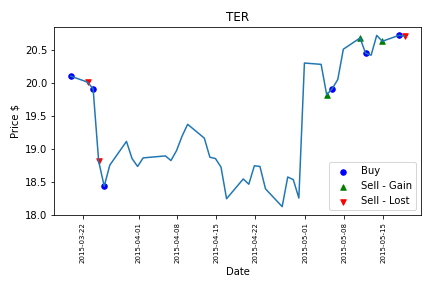 TER
Price $
20.5
20.0
19.5
19.0
18.5
18.0
Buy
Sell - Gain
Sell - Lost
2015-03-22
2015-04-01
2015-04-08
2015-04-15
2015-04-22
2015-05-01
2015-05-08
2015-05-15
Date